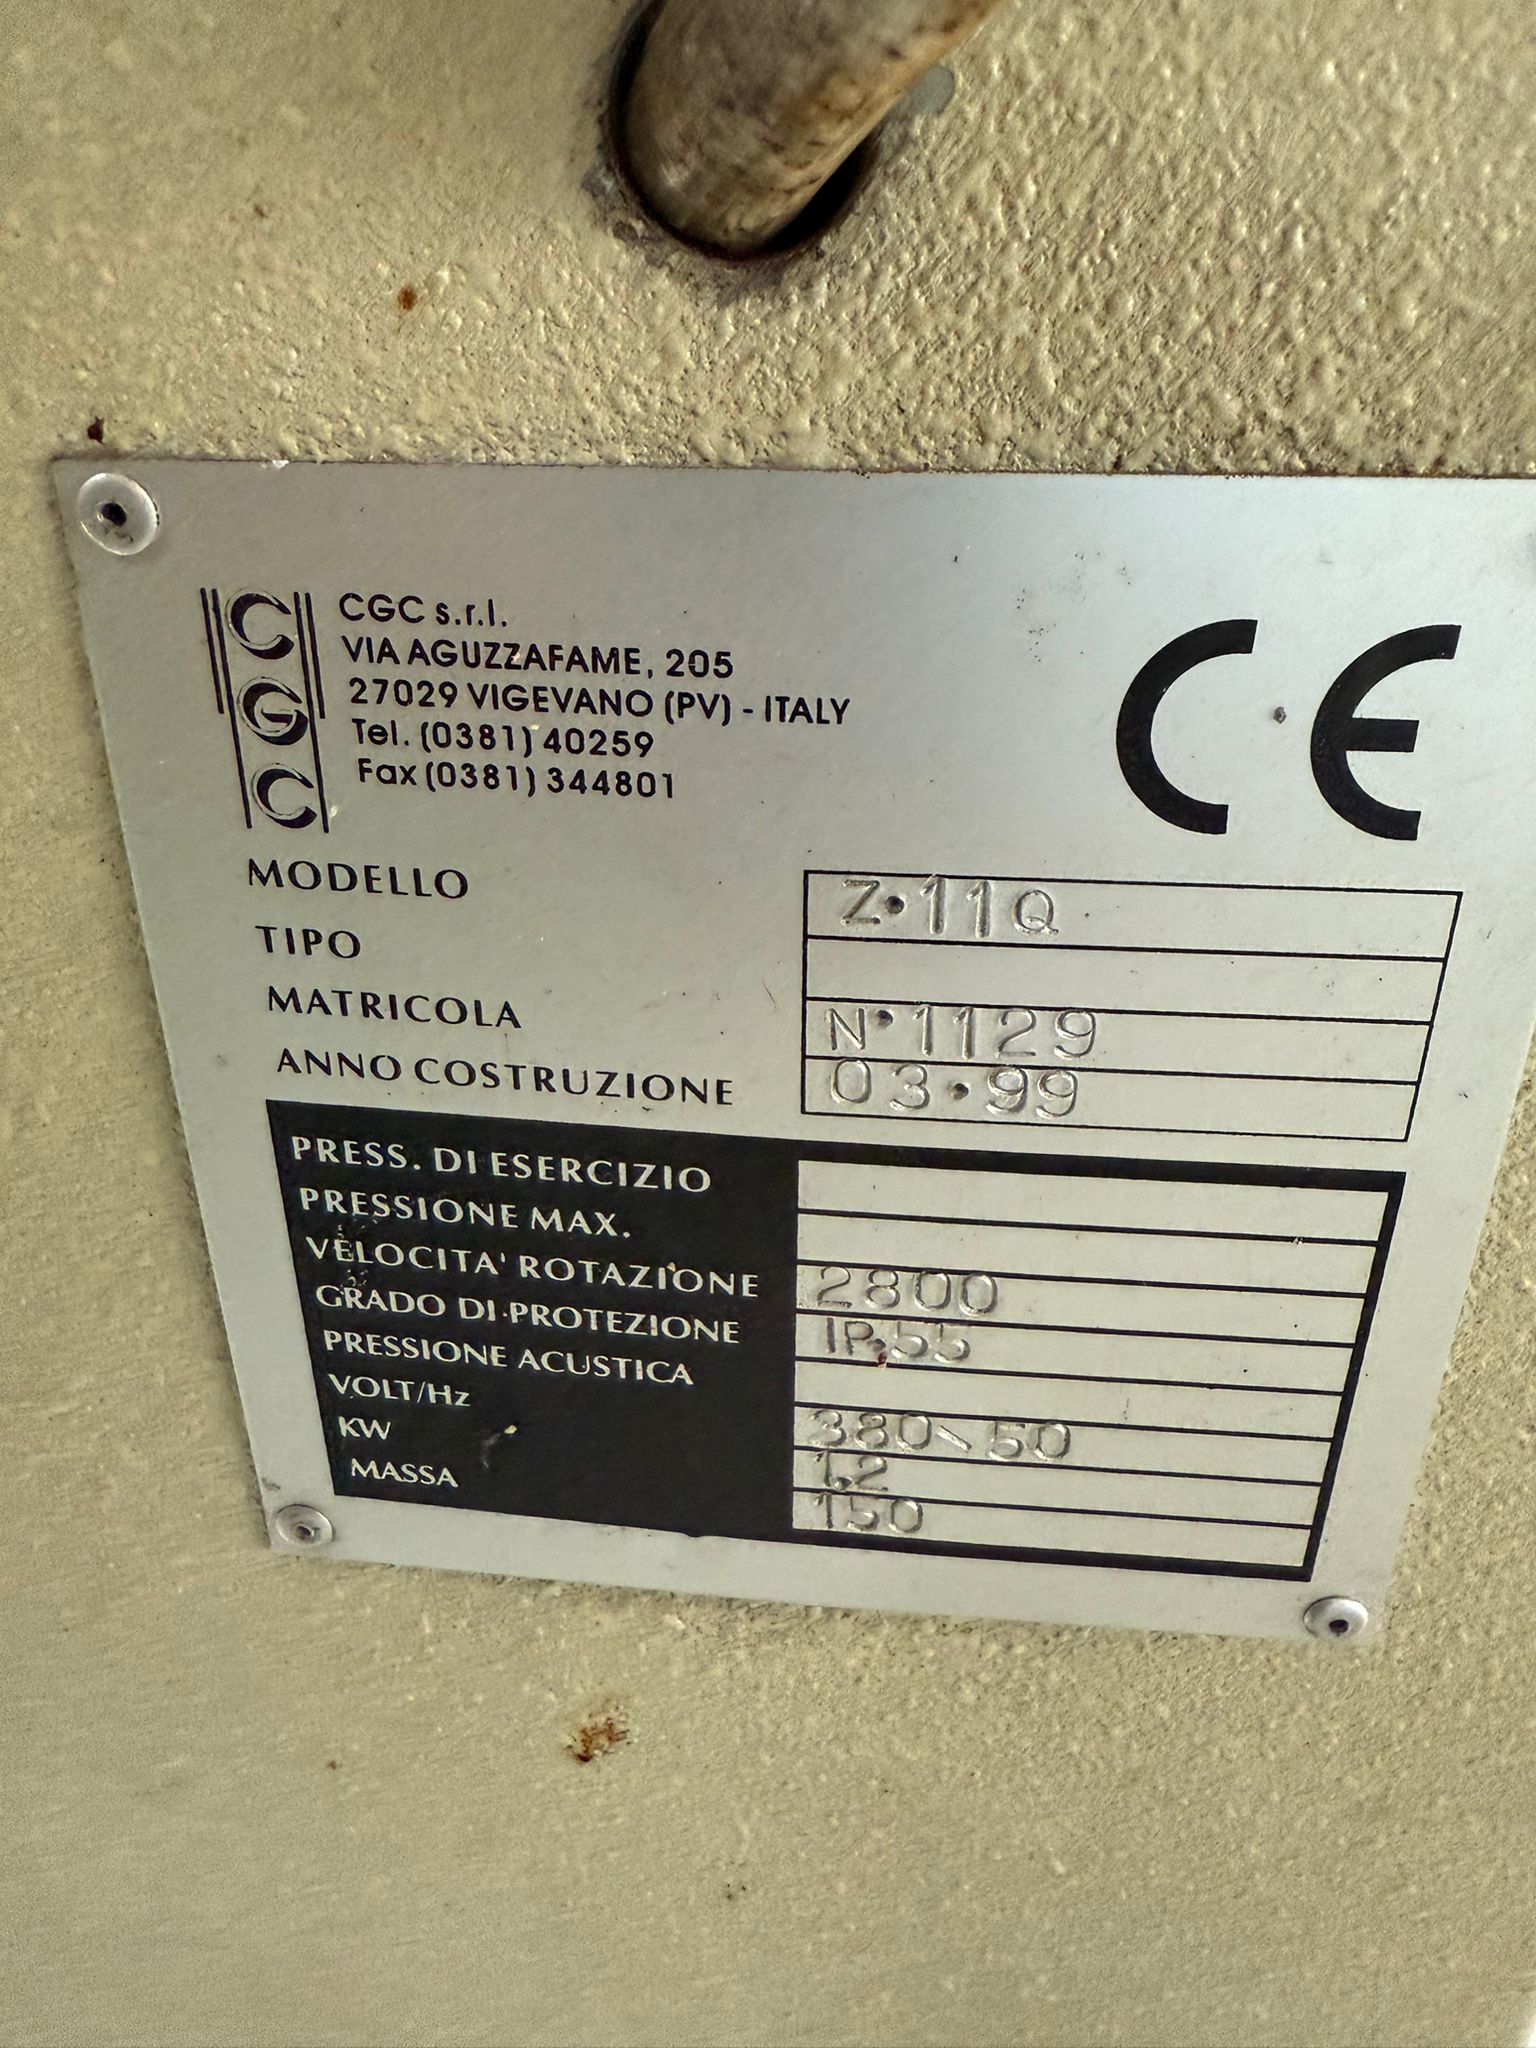 CGC
CGC s.r.l.
VIA AGUZZAFAME, 205
27029 VIGEVANO (PV) - ITALY
Tel. (0381) 40259
Fax (0381) 344801
CE
MODELLO Z·11Q
TIPO
MATRICOLA N·1129
ANNO COSTRUZIONE 03·99
PRESS. DI ESERCIZIO
PRESSIONE MAX.
VELOCITA' ROTAZIONE 2800
GRADO DI PROTEZIONE IP.55
PRESSIONE ACUSTICA
VOLT/Hz 380\50
KW 1.2
MASSA 150